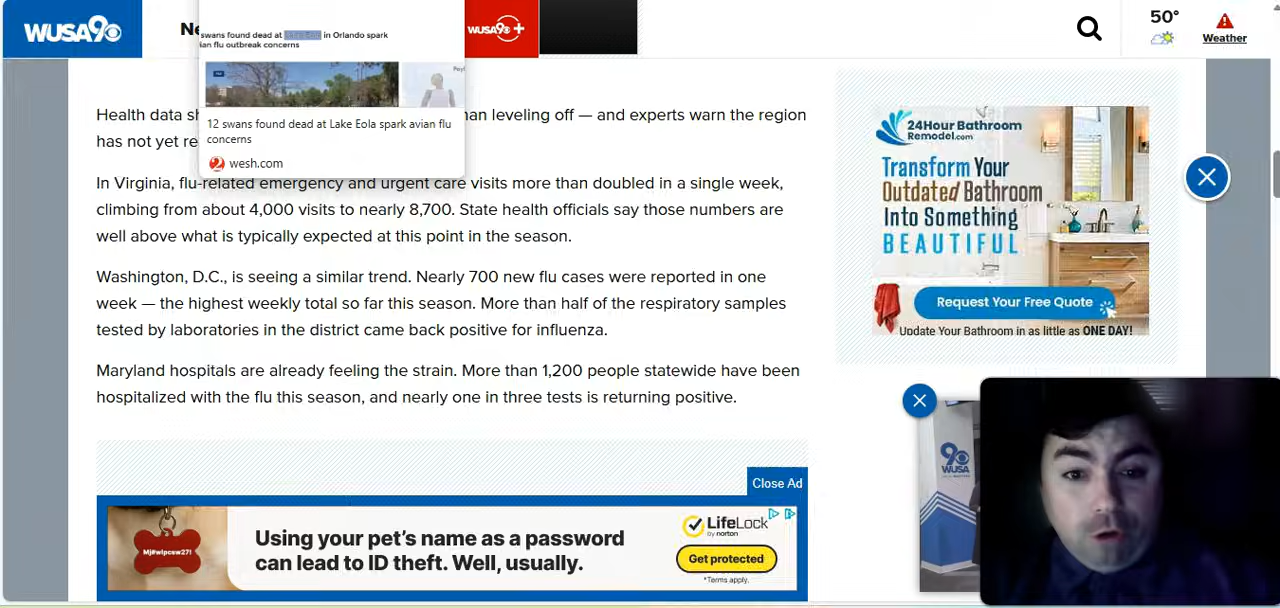 WUSA9
Ne
swans found dead at Lake Eola in Orlando spark
ian flu outbreak concerns
12 swans found dead at Lake Eola spark avian flu
concerns
wesh.com
WUSA9+
50°
Weather
Health data sh
an leveling off — and experts warn the region
has not yet re
In Virginia, flu-related emergency and urgent care visits more than doubled in a single week,
climbing from about 4,000 visits to nearly 8,700. State health officials say those numbers are
well above what is typically expected at this point in the season.
Washington, D.C., is seeing a similar trend. Nearly 700 new flu cases were reported in one
week — the highest weekly total so far this season. More than half of the respiratory samples
tested by laboratories in the district came back positive for influenza.
Maryland hospitals are already feeling the strain. More than 1,200 people statewide have been
hospitalized with the flu this season, and nearly one in three tests is returning positive.
24Hour Bathroom
Remodel.com
Transform Your
Outdated Bathroom
Into Something
BEAUTIFUL
Request Your Free Quote
Update Your Bathroom in as little as ONE DAY!
9
WUSA
Close Ad
Using your pet's name as a password
can lead to ID theft. Well, usually.
LifeLock
by norton
Get protected
*Terms apply.